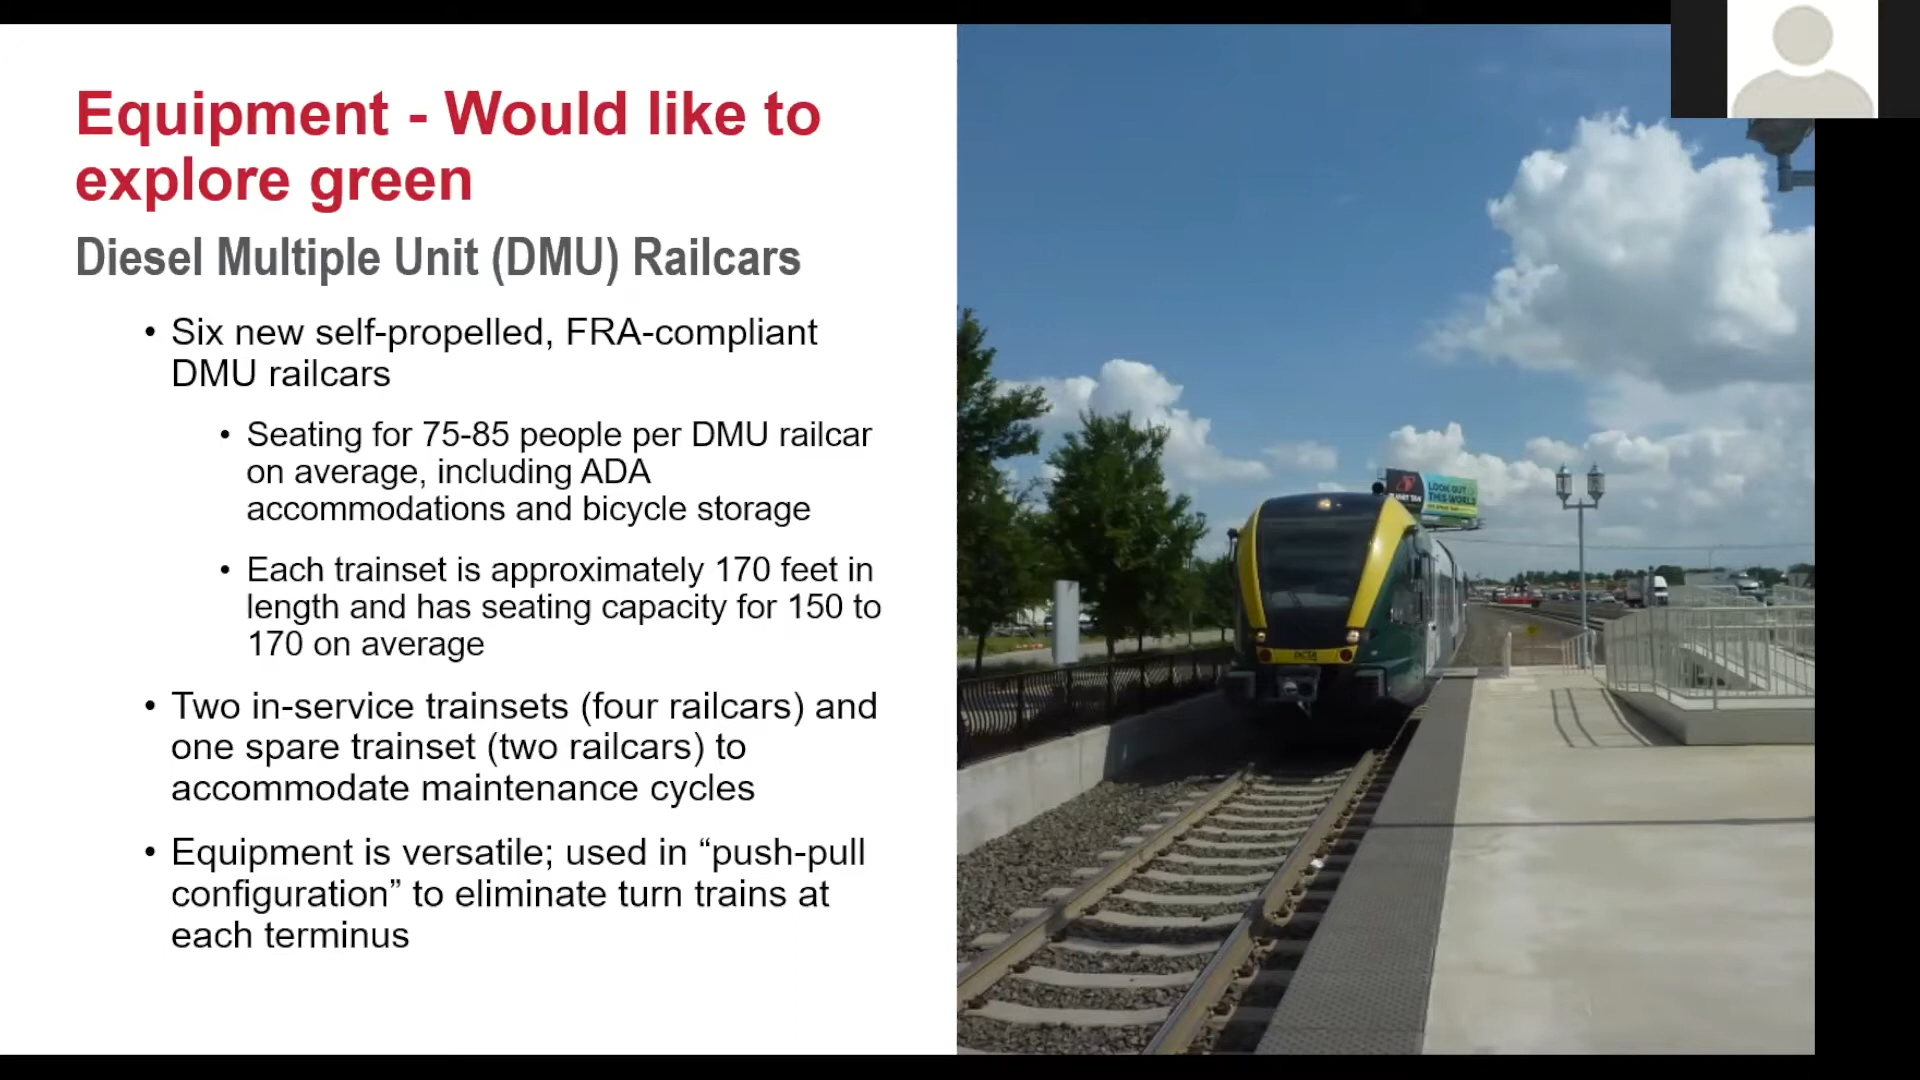 Equipment - Would like to
explore green
Diesel Multiple Unit (DMU) Railcars
• Six new self-propelled, FRA-compliant
DMU railcars
• Seating for 75-85 people per DMU railcar
on average, including ADA
accommodations and bicycle storage
• Each trainset is approximately 170 feet in
length and has seating capacity for 150 to
170 on average
• Two in-service trainsets (four railcars) and
one spare trainset (two railcars) to
accommodate maintenance cycles
• Equipment is versatile; used in “push-pull
configuration” to eliminate turn trains at
each terminus
LOOK OUT
THIS WORLD